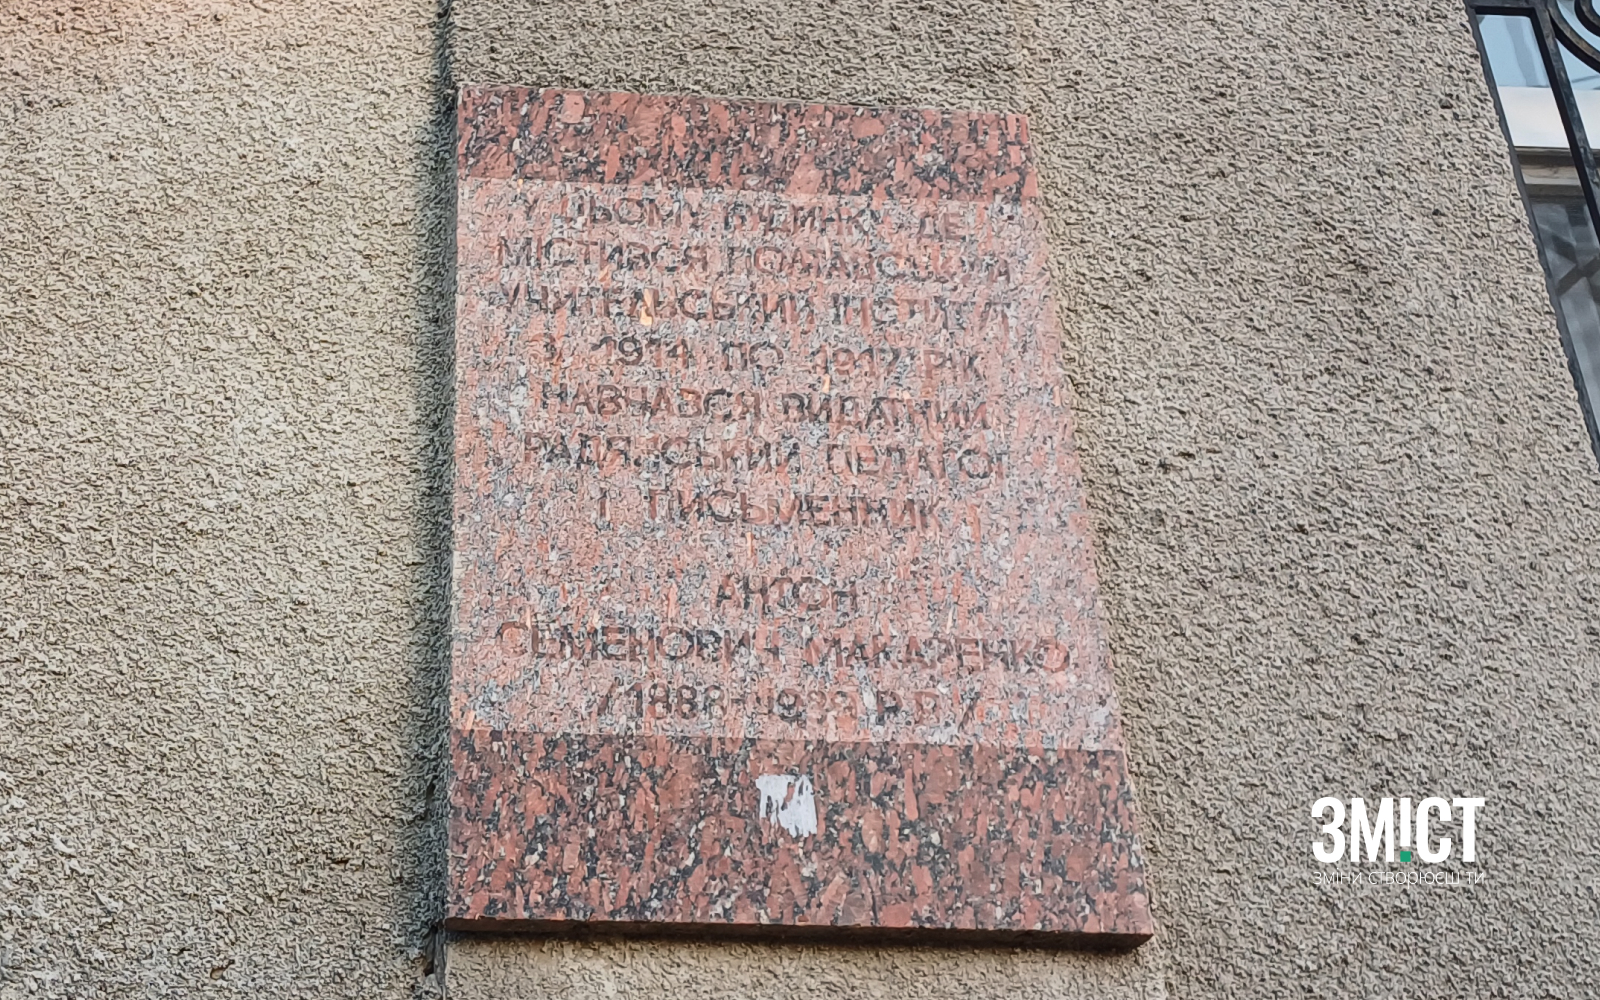 У ЦЬОМУ БУДИНКУ ДЕ
МІСТИВСЯ ПОЛТАВСЬКИЙ
УЧИТЕЛЬСЬКИЙ ІНСТИТУТ
З 1914 ПО 1917 РІК
НАВЧАВСЯ ВИДАТНИЙ
РАДЯНСЬКИЙ ПЕДАГОГ
І ПИСЬМЕННИК
АНТОН
СЕМЕНОВИЧ МАКАРЕНКО
/1888-1939 Р.Р./
ЗМІСТ
зміни створюєш ти